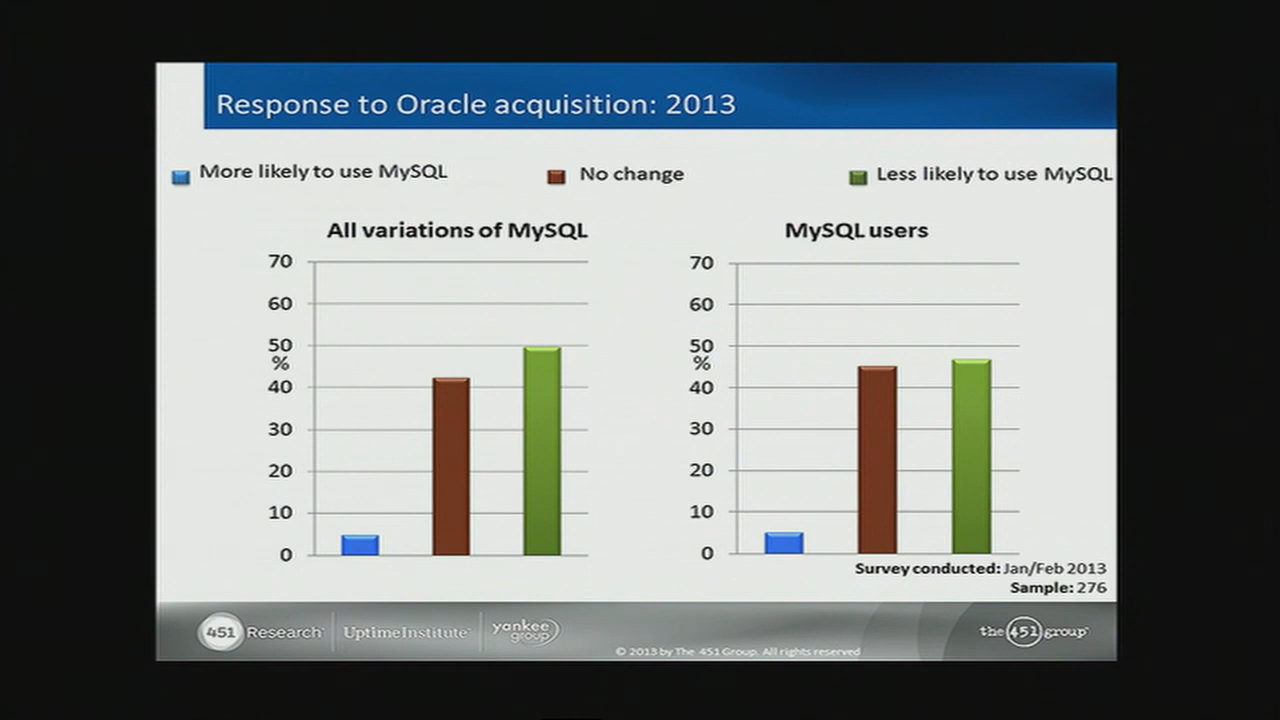 Response to Oracle acquisition: 2013
More likely to use MySQL
No change
Less likely to use MySQL
All variations of MySQL
70
60
50
%
40
30
20
10
0
MySQL users
70
60
50
%
40
30
20
10
0
Survey conducted: Jan/Feb 2013
Sample: 276
451 Research
UptimeInstitute
yankee
group
the 451 group
© 2013 by The 451 Group. All rights reserved